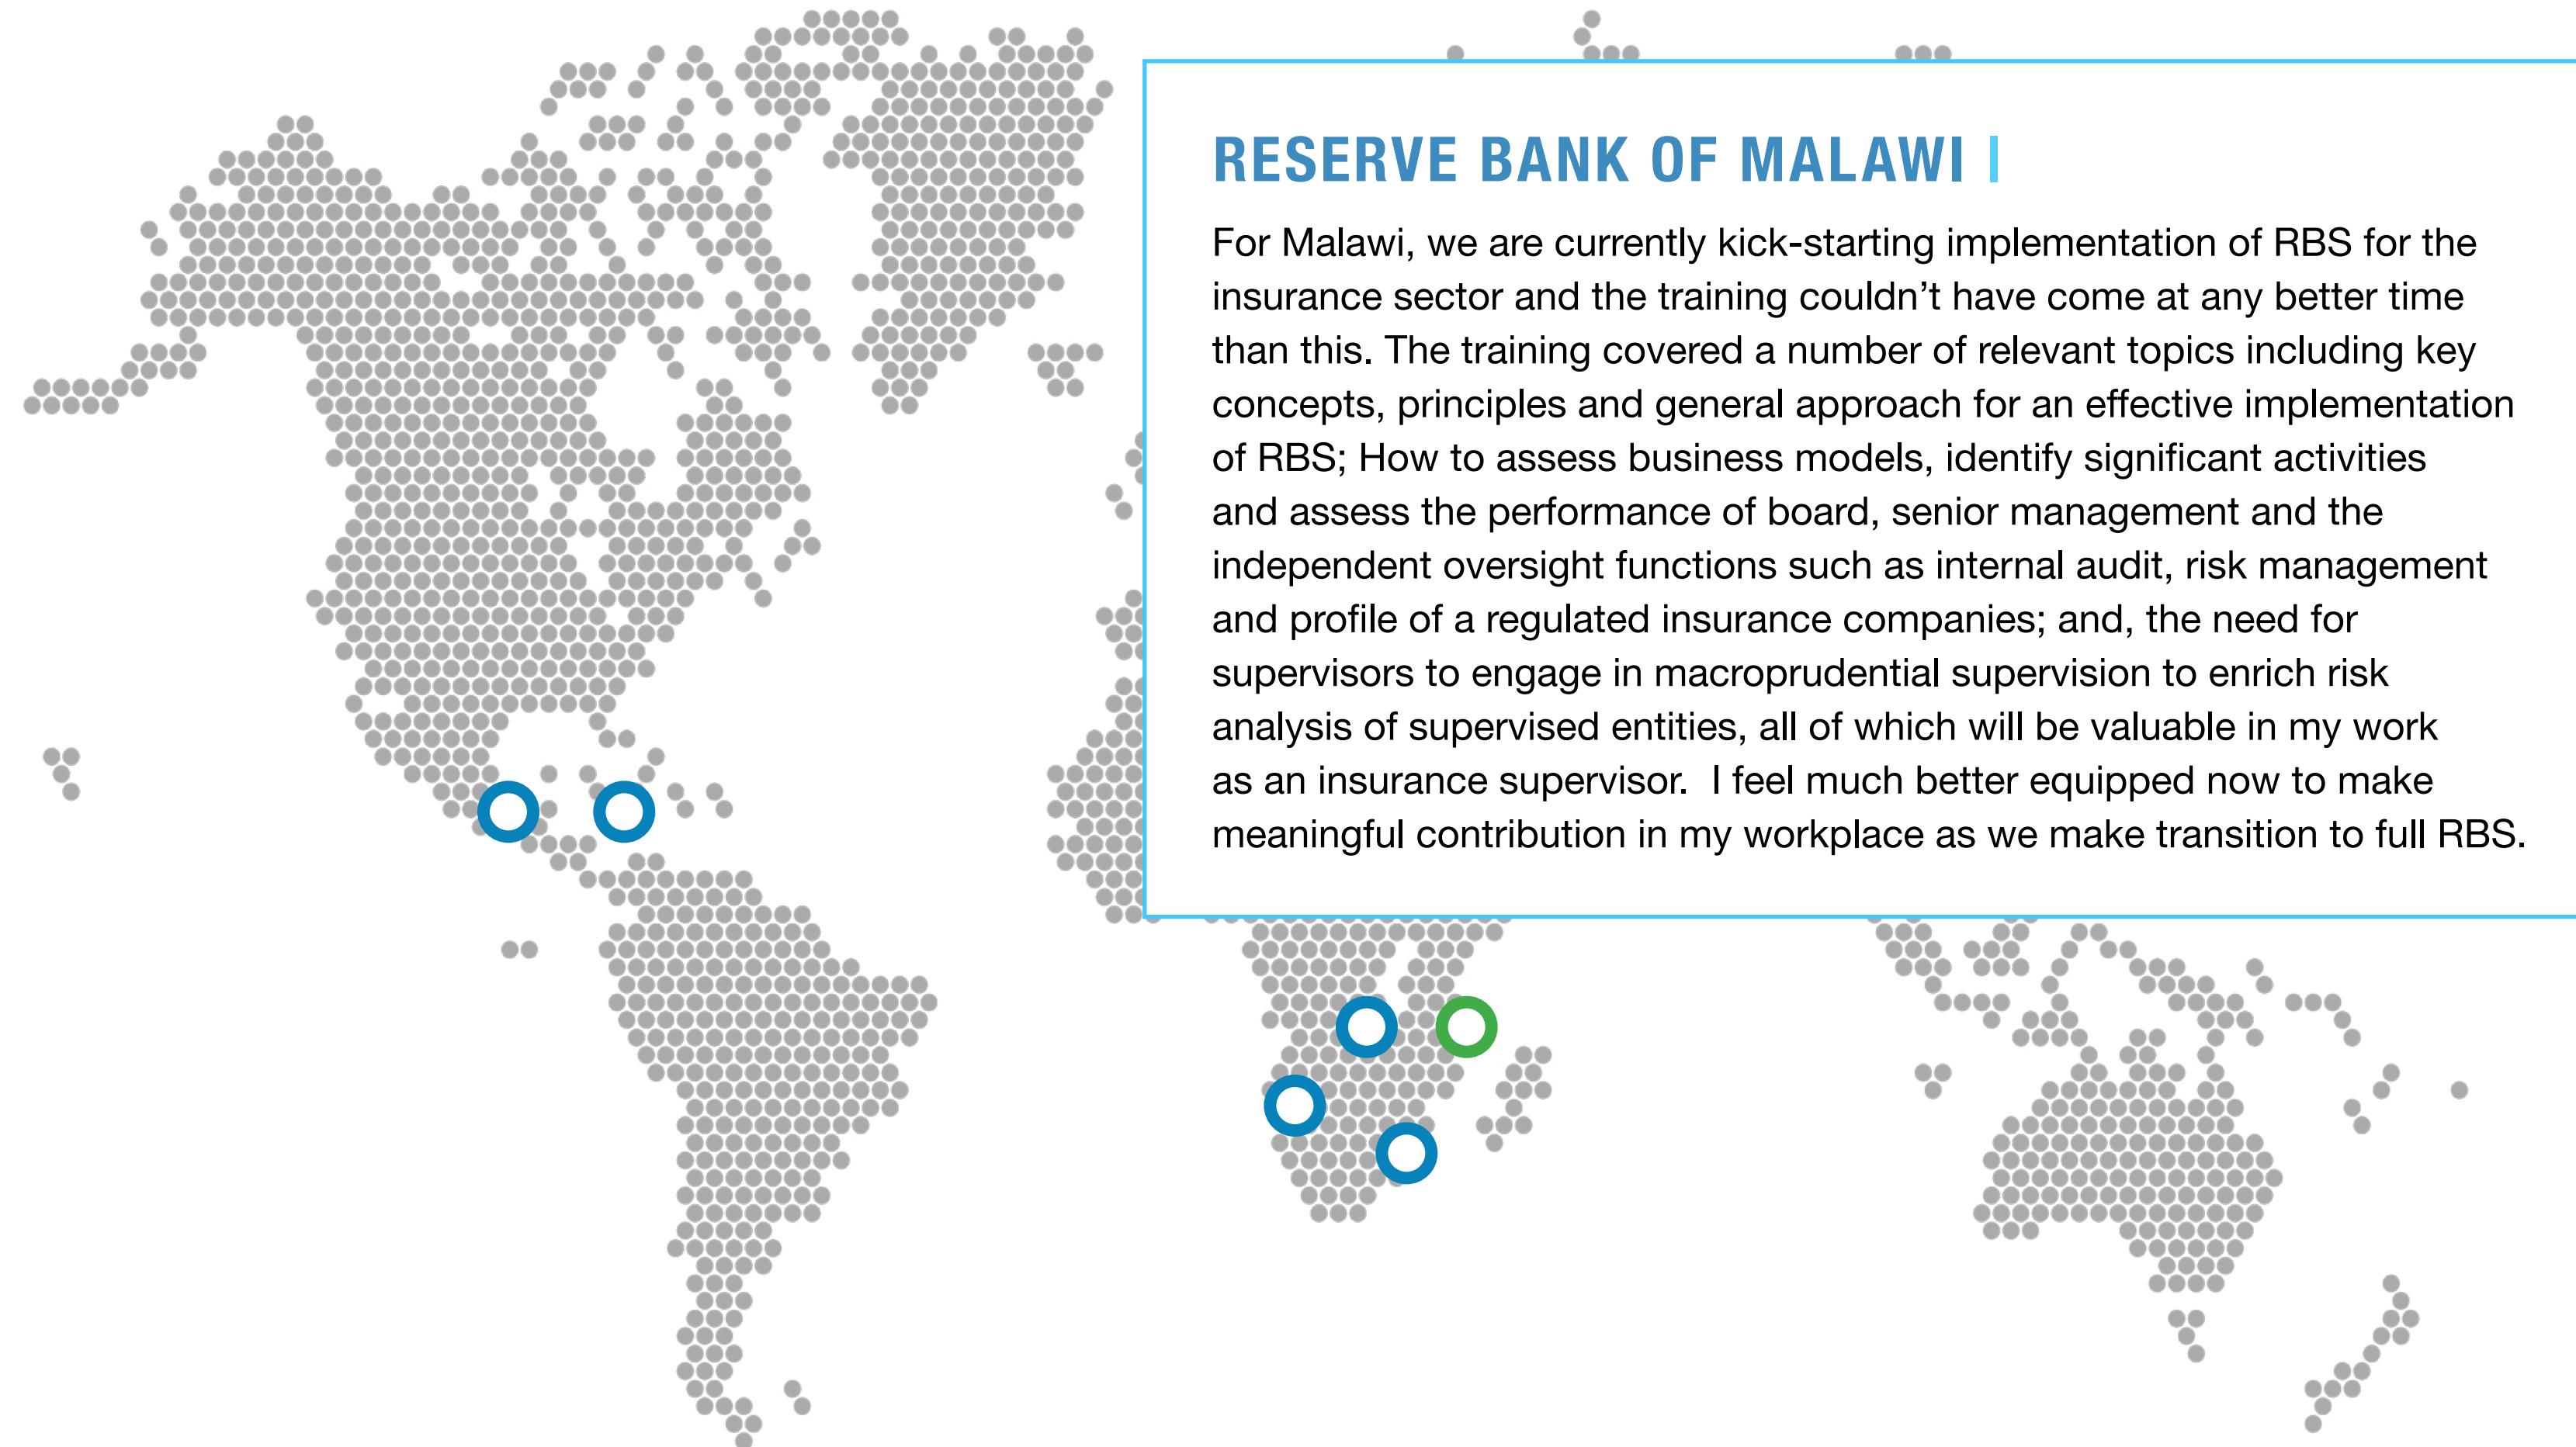 RESERVE BANK OF MALAWI |
For Malawi, we are currently kick-starting implementation of RBS for the
insurance sector and the training couldn’t have come at any better time
than this. The training covered a number of relevant topics including key
concepts, principles and general approach for an effective implementation
of RBS; How to assess business models, identify significant activities
and assess the performance of board, senior management and the
independent oversight functions such as internal audit, risk management
and profile of a regulated insurance companies; and, the need for
supervisors to engage in macroprudential supervision to enrich risk
analysis of supervised entities, all of which will be valuable in my work
as an insurance supervisor.  I feel much better equipped now to make
meaningful contribution in my workplace as we make transition to full RBS.